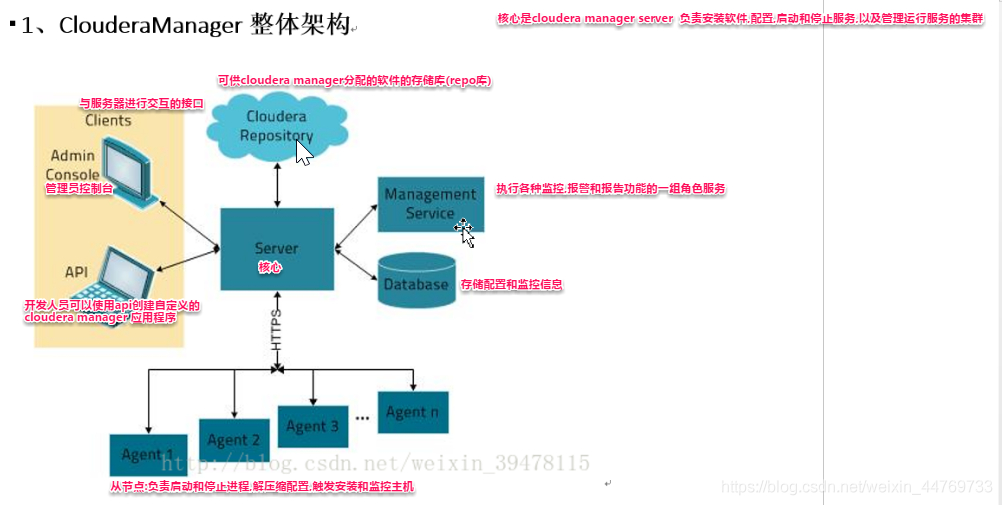 ▪1、ClouderaManager 整体架构
核心是cloudera manager server 负责安装软件,配置,启动和停止服务,以及管理运行服务的集群
可供cloudera manager分配的软件的存储库(repo库)
与服务器进行交互的接口
Clients
Cloudera
Repository
Admin
Console
管理员控制台
Management
Service
执行各种监控,报警和报告功能的一组角色服务
Server
核心
API
Database
存储配置和监控信息
开发人员可以使用api创建自定义的
cloudera manager 应用程序
HTTPS
Agent 1
Agent 2
Agent 3
...
Agent n
http://blog.csdn.net/weixin_39478115
从节点:负责启动和停止进程,解压缩配置,触发安装和监控主机
https://blog.csdn.net/weixin_44769733